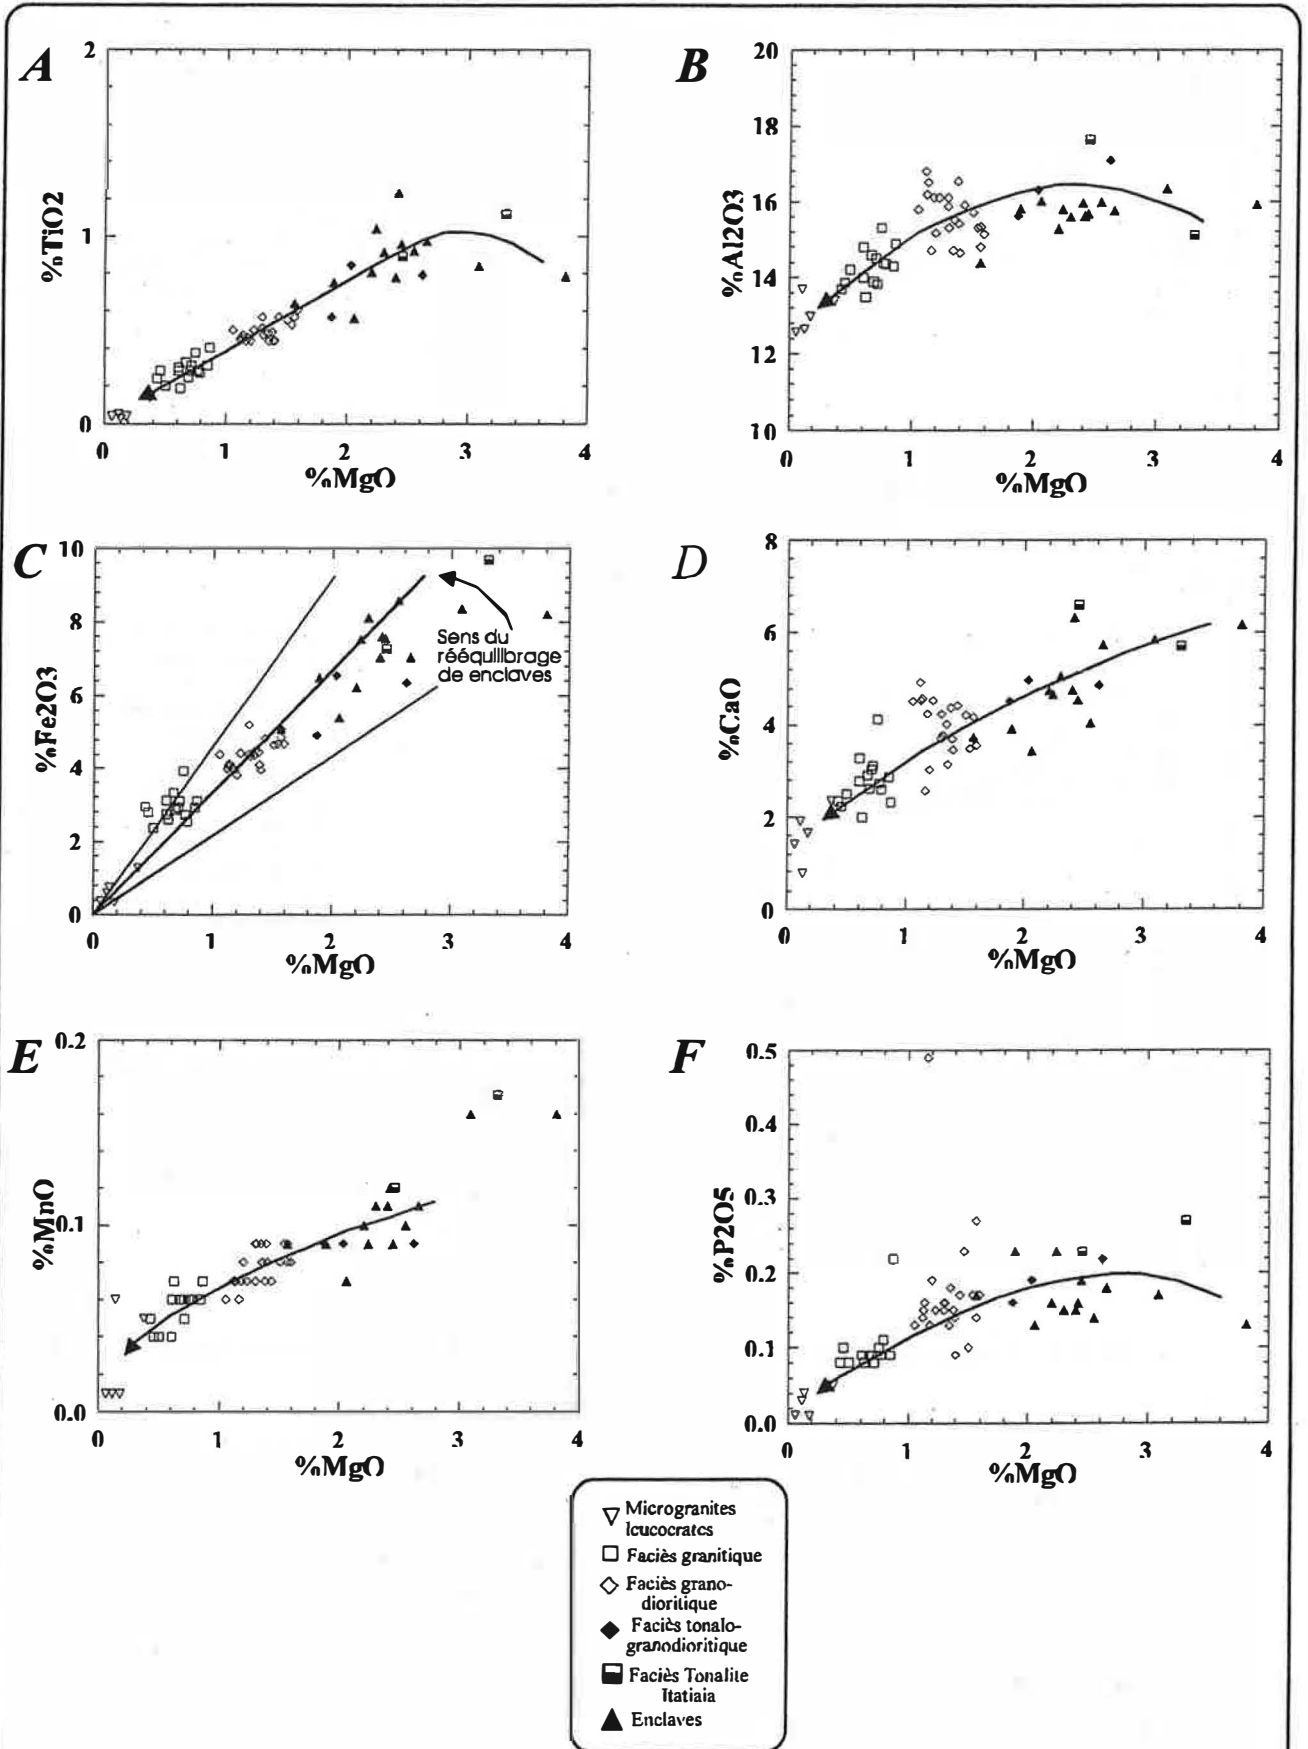 A
2
1
0
%TiO2
0 1 2 3 4
%MgO
B
20
18
16
14
12
10
%Al2O3
0 1 2 3 4
%MgO
C
10
8
6
4
2
0
%Fe2O3
Sens du
rééquilibrage
de enclaves
0 1 2 3 4
%MgO
D
8
6
4
2
0
%CaO
0 1 2 3 4
%MgO
E
0.2
0.1
0.0
%MnO
0 1 2 3 4
%MgO
F
0.5
0.4
0.3
0.2
0.1
0.0
%P2O5
0 1 2 3 4
%MgO
Microgranites
leucocrates
Faciès granitique
Faciès grano-
dioritique
Faciès tonalo-
granodioritique
Faciès Tonalite
Itatiaia
Enclaves